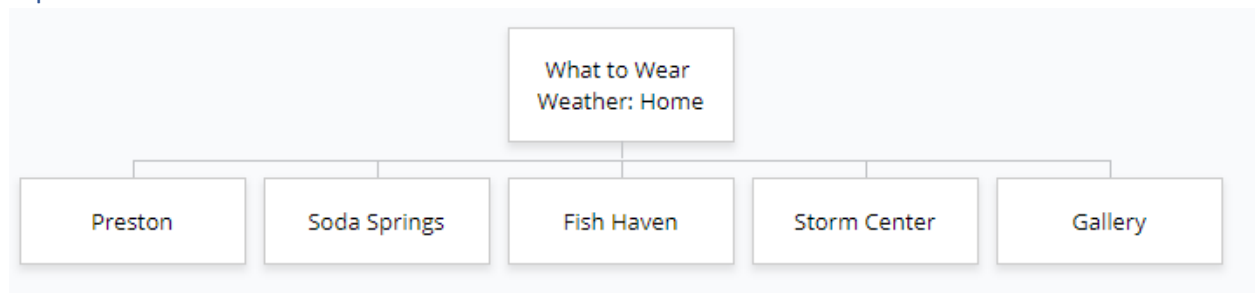 What to Wear
Weather: Home
Preston
Soda Springs
Fish Haven
Storm Center
Gallery